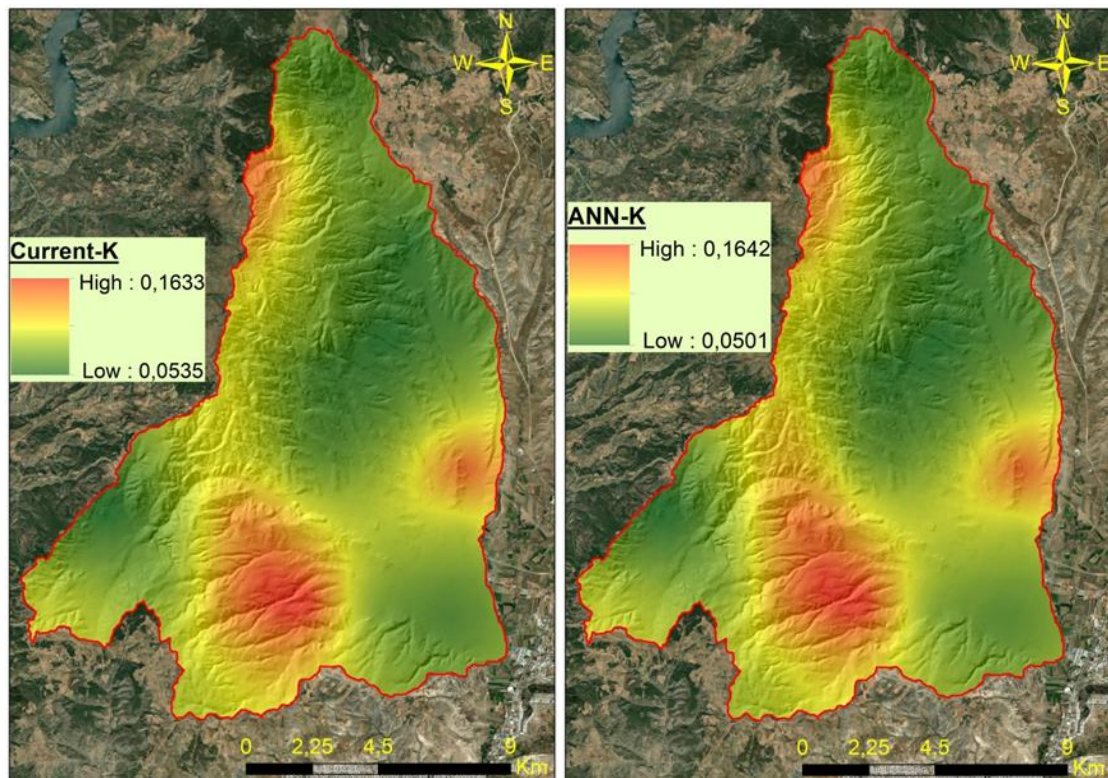 N
W E
S
Current-K
High : 0,1633
Low : 0,0535
0 2,25 4,5 9
Km
N
W E
S
ANN-K
High : 0,1642
Low : 0,0501
0 2,25 4,5 9
Km